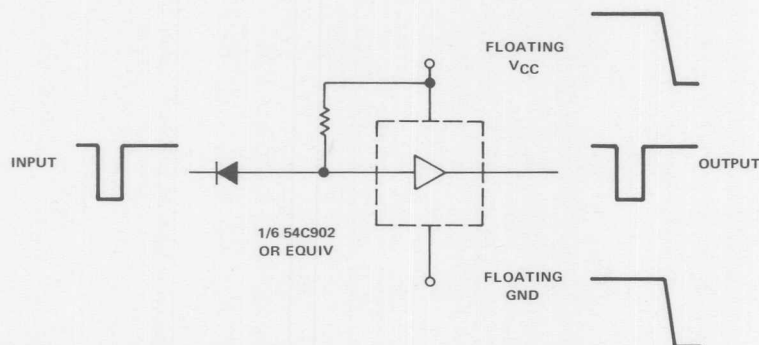 FLOATING
VCC
INPUT
OUTPUT
1/6 54C902
OR EQUIV
FLOATING
GND